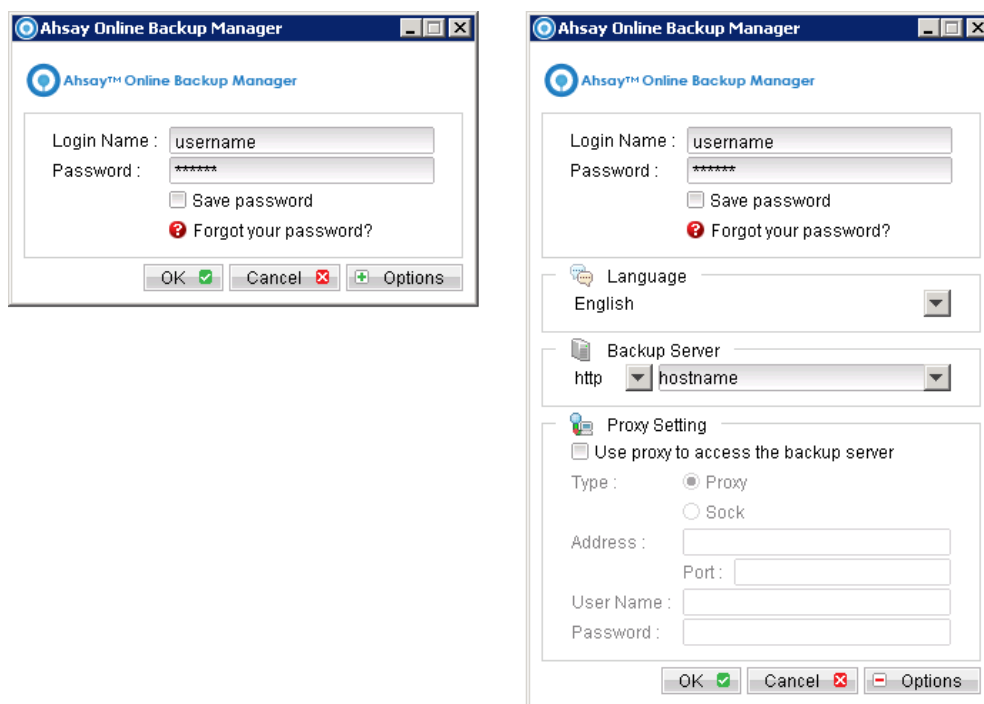 Ahsay Online Backup Manager
Ahsay™ Online Backup Manager
Login Name : username
Password : ******
Save password
Forgot your password?
OK Cancel Options
Ahsay Online Backup Manager
Ahsay™ Online Backup Manager
Login Name : username
Password : ******
Save password
Forgot your password?
Language
English
Backup Server
http hostname
Proxy Setting
Use proxy to access the backup server
Type : Proxy
Sock
Address :
Port :
User Name :
Password :
OK Cancel Options